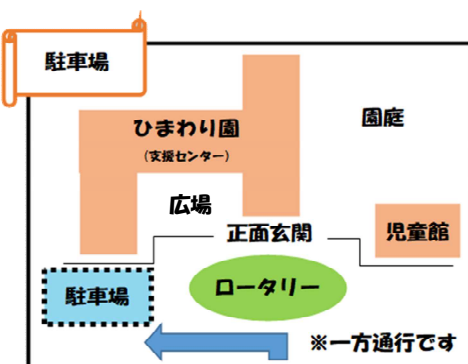 駐車場
ひまわり園
(支援センター)
園庭
広場
正面玄関
児童館
駐車場
ロータリー
※一方通行です